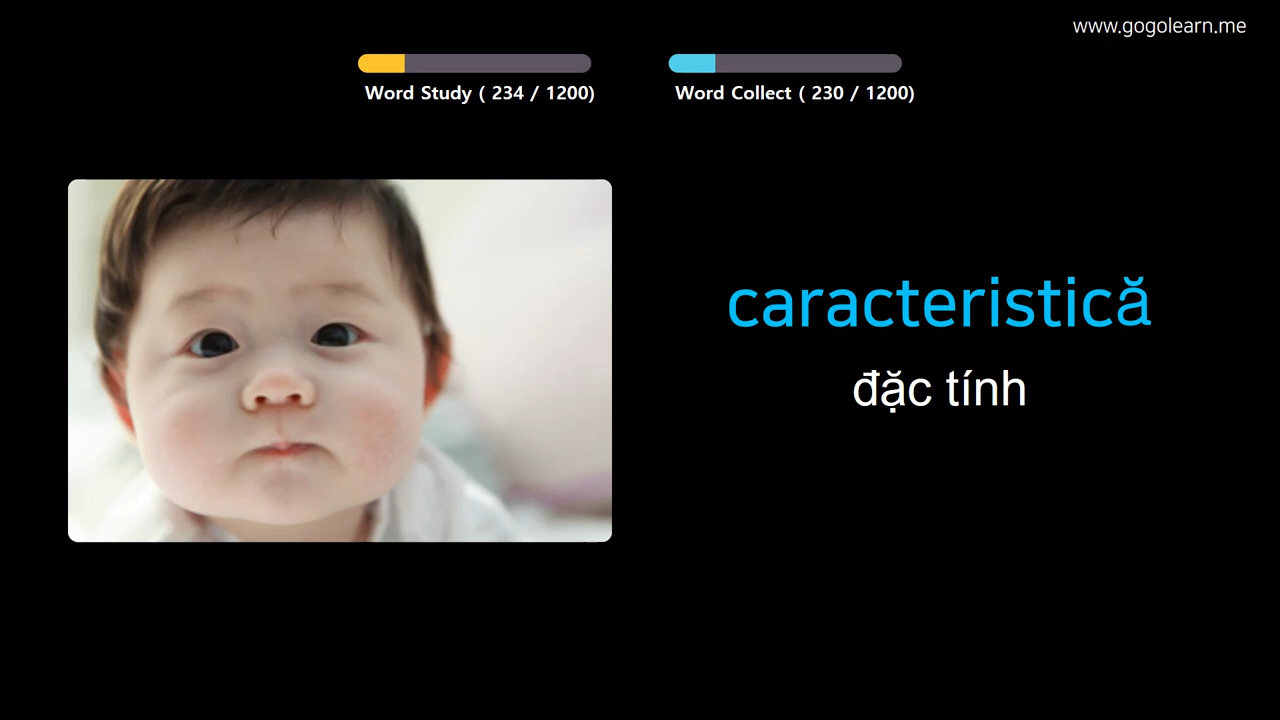 www.gogolearn.me
Word Study ( 234 / 1200)
Word Collect ( 230 / 1200)
caracteristică
đặc tính